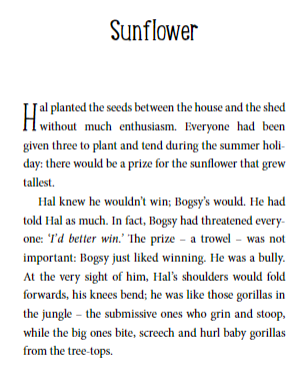 Sunflower
Hal planted the seeds between the house and the shed
without much enthusiasm. Everyone had been
given three to plant and tend during the summer holi-
day: there would be a prize for the sunflower that grew
tallest.
Hal knew he wouldn't win; Bogsy's would. He had
told Hal as much. In fact, Bogsy had threatened every-
one: 'I'd better win.' The prize – a trowel – was not
important: Bogsy just liked winning. He was a bully.
At the very sight of him, Hal's shoulders would fold
forwards, his knees bend; he was like those gorillas in
the jungle – the submissive ones who grin and stoop,
while the big ones bite, screech and hurl baby gorillas
from the tree-tops.